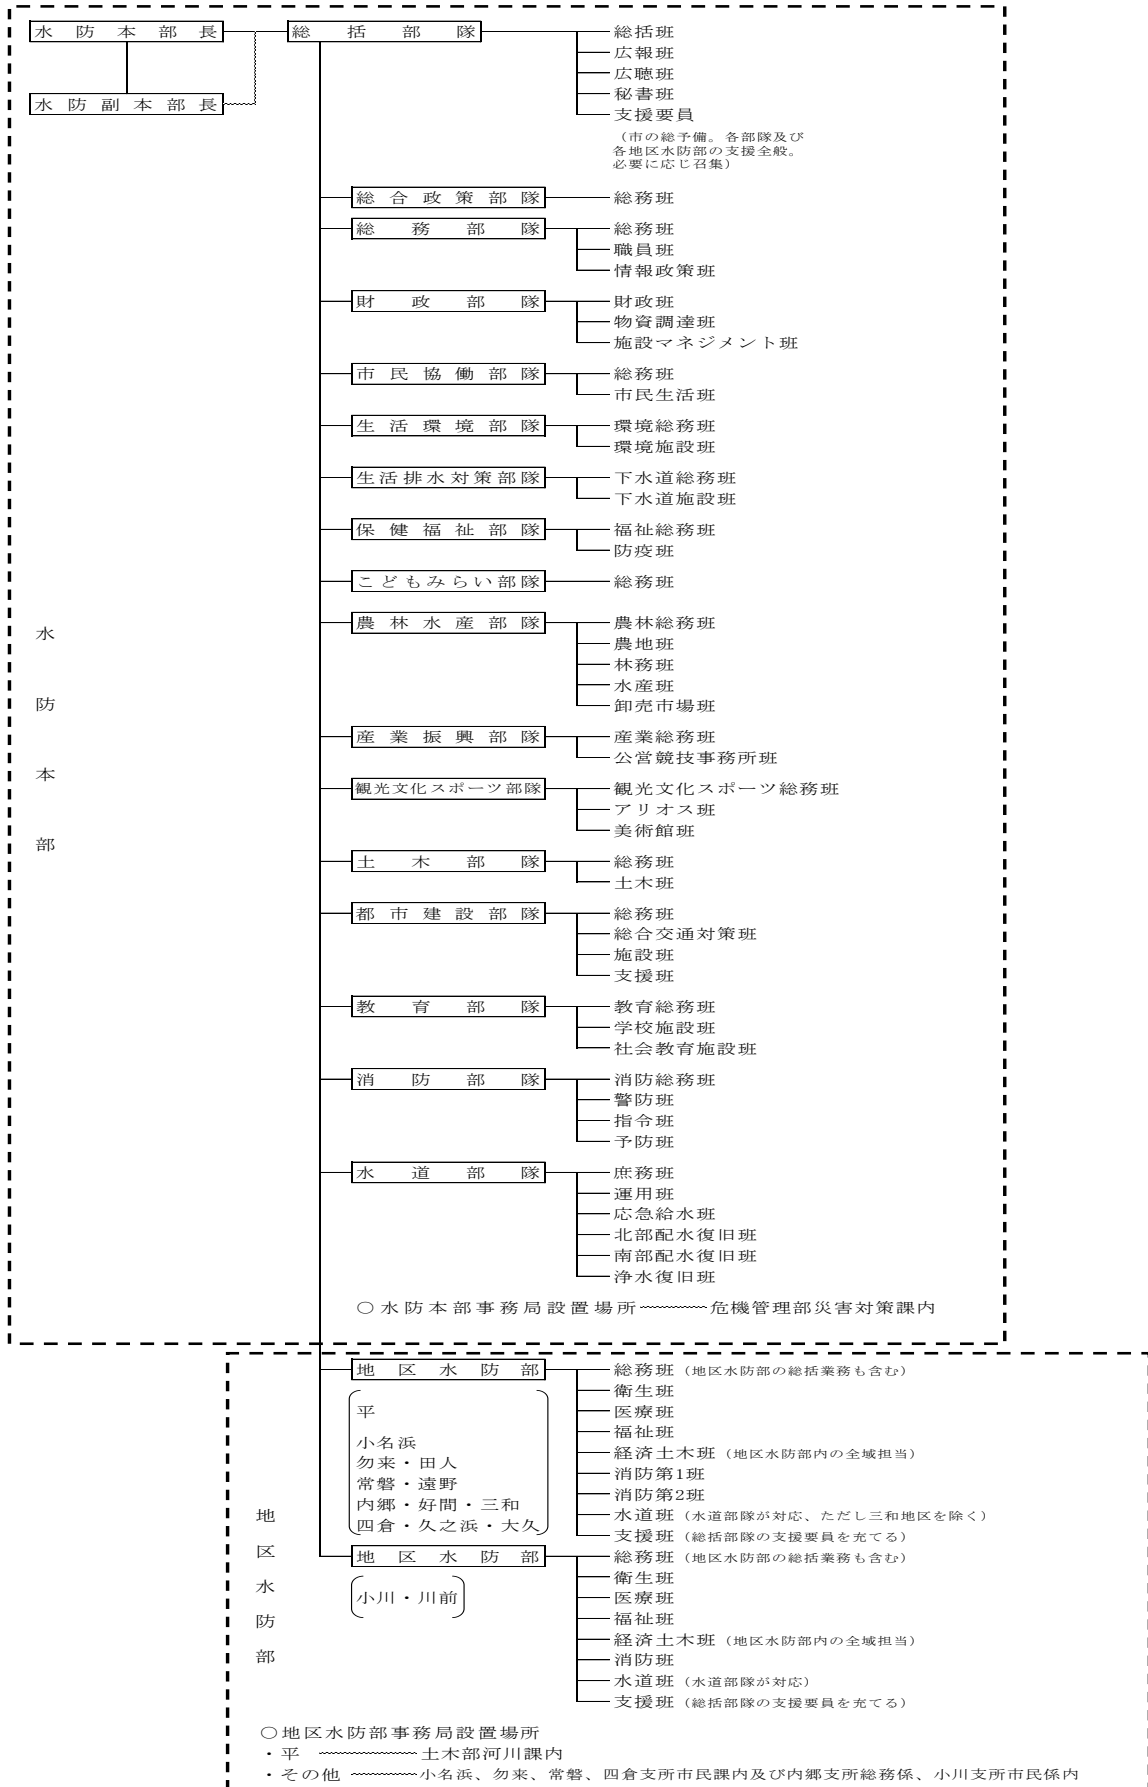 水防本部長
総括部隊
総括班
広報班
広聴班
水防副本部長
秘書班
支援要員
（市の総予備。各部隊及び
各地区水防部の支援全般。
必要に応じ召集）
総合政策部隊
総務班
総務部隊
総務班
職員班
情報政策班
財政部隊
財政班
物資調達班
施設マネジメント班
市民協働部隊
総務班
市民生活班
生活環境部隊
環境総務班
環境施設班
生活排水対策部隊
下水道総務班
下水道施設班
保健福祉部隊
福祉総務班
防疫班
こどもみらい部隊
総務班
農林水産部隊
農林総務班
農地班
林務班
水産班
卸売市場班
産業振興部隊
産業総務班
公営競技事務所班
観光文化スポーツ部隊
観光文化スポーツ総務班
アリオス班
美術館班
土木部隊
総務班
土木班
都市建設部隊
総務班
総合交通対策班
施設班
支援班
教育部隊
教育総務班
学校施設班
社会教育施設班
消防部隊
消防総務班
警防班
指令班
予防班
水道部隊
庶務班
運用班
応急給水班
北部配水復旧班
南部配水復旧班
浄水復旧班
水防本部
○水防本部事務局設置場所 危機管理部災害対策課内
地区水防部
平
小名浜
勿来・田人
常磐・遠野
内郷・好間・三和
四倉・久之浜・大久
総務班（地区水防部の総括業務も含む）
衛生班
医療班
福祉班
経済土木班（地区水防部内の全域担当）
消防第1班
消防第2班
水道班（水道部隊が対応、ただし三和地区を除く）
支援班（総括部隊の支援要員を充てる）
地区水防部
小川・川前
総務班（地区水防部の総括業務も含む）
衛生班
医療班
福祉班
経済土木班（地区水防部内の全域担当）
消防班
水道班（水道部隊が対応）
支援班（総括部隊の支援要員を充てる）
地区水防部
○地区水防部事務局設置場所
・平 土木部河川課内
・その他 小名浜、勿来、常磐、四倉支所市民課内及び内郷支所総務係、小川支所市民係内